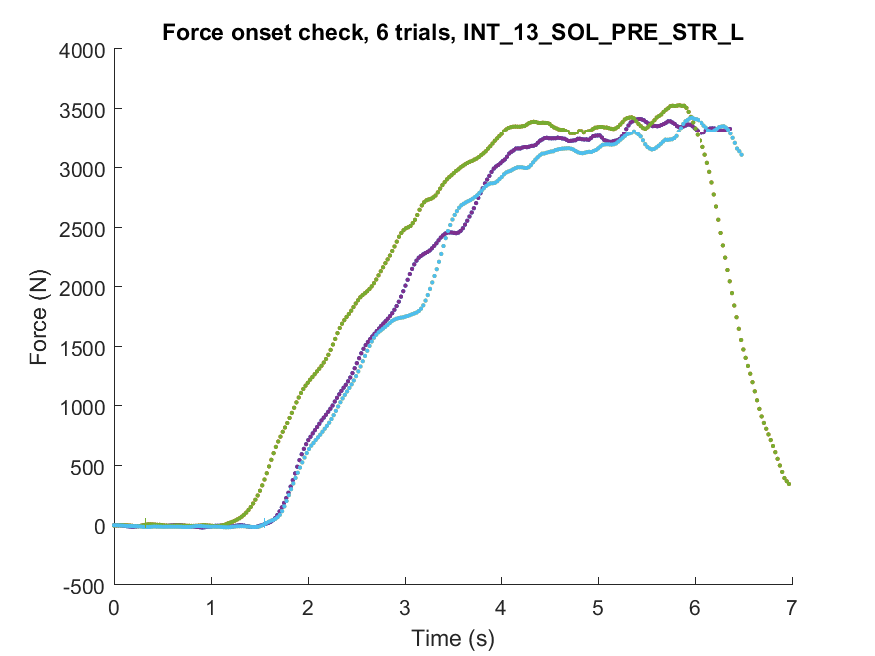 Force onset check, 6 trials, INT_13_SOL_PRE_STR_L
4000
3500
3000
2500
2000
1500
1000
500
0
-500
Force (N)
0 1 2 3 4 5 6 7
Time (s)